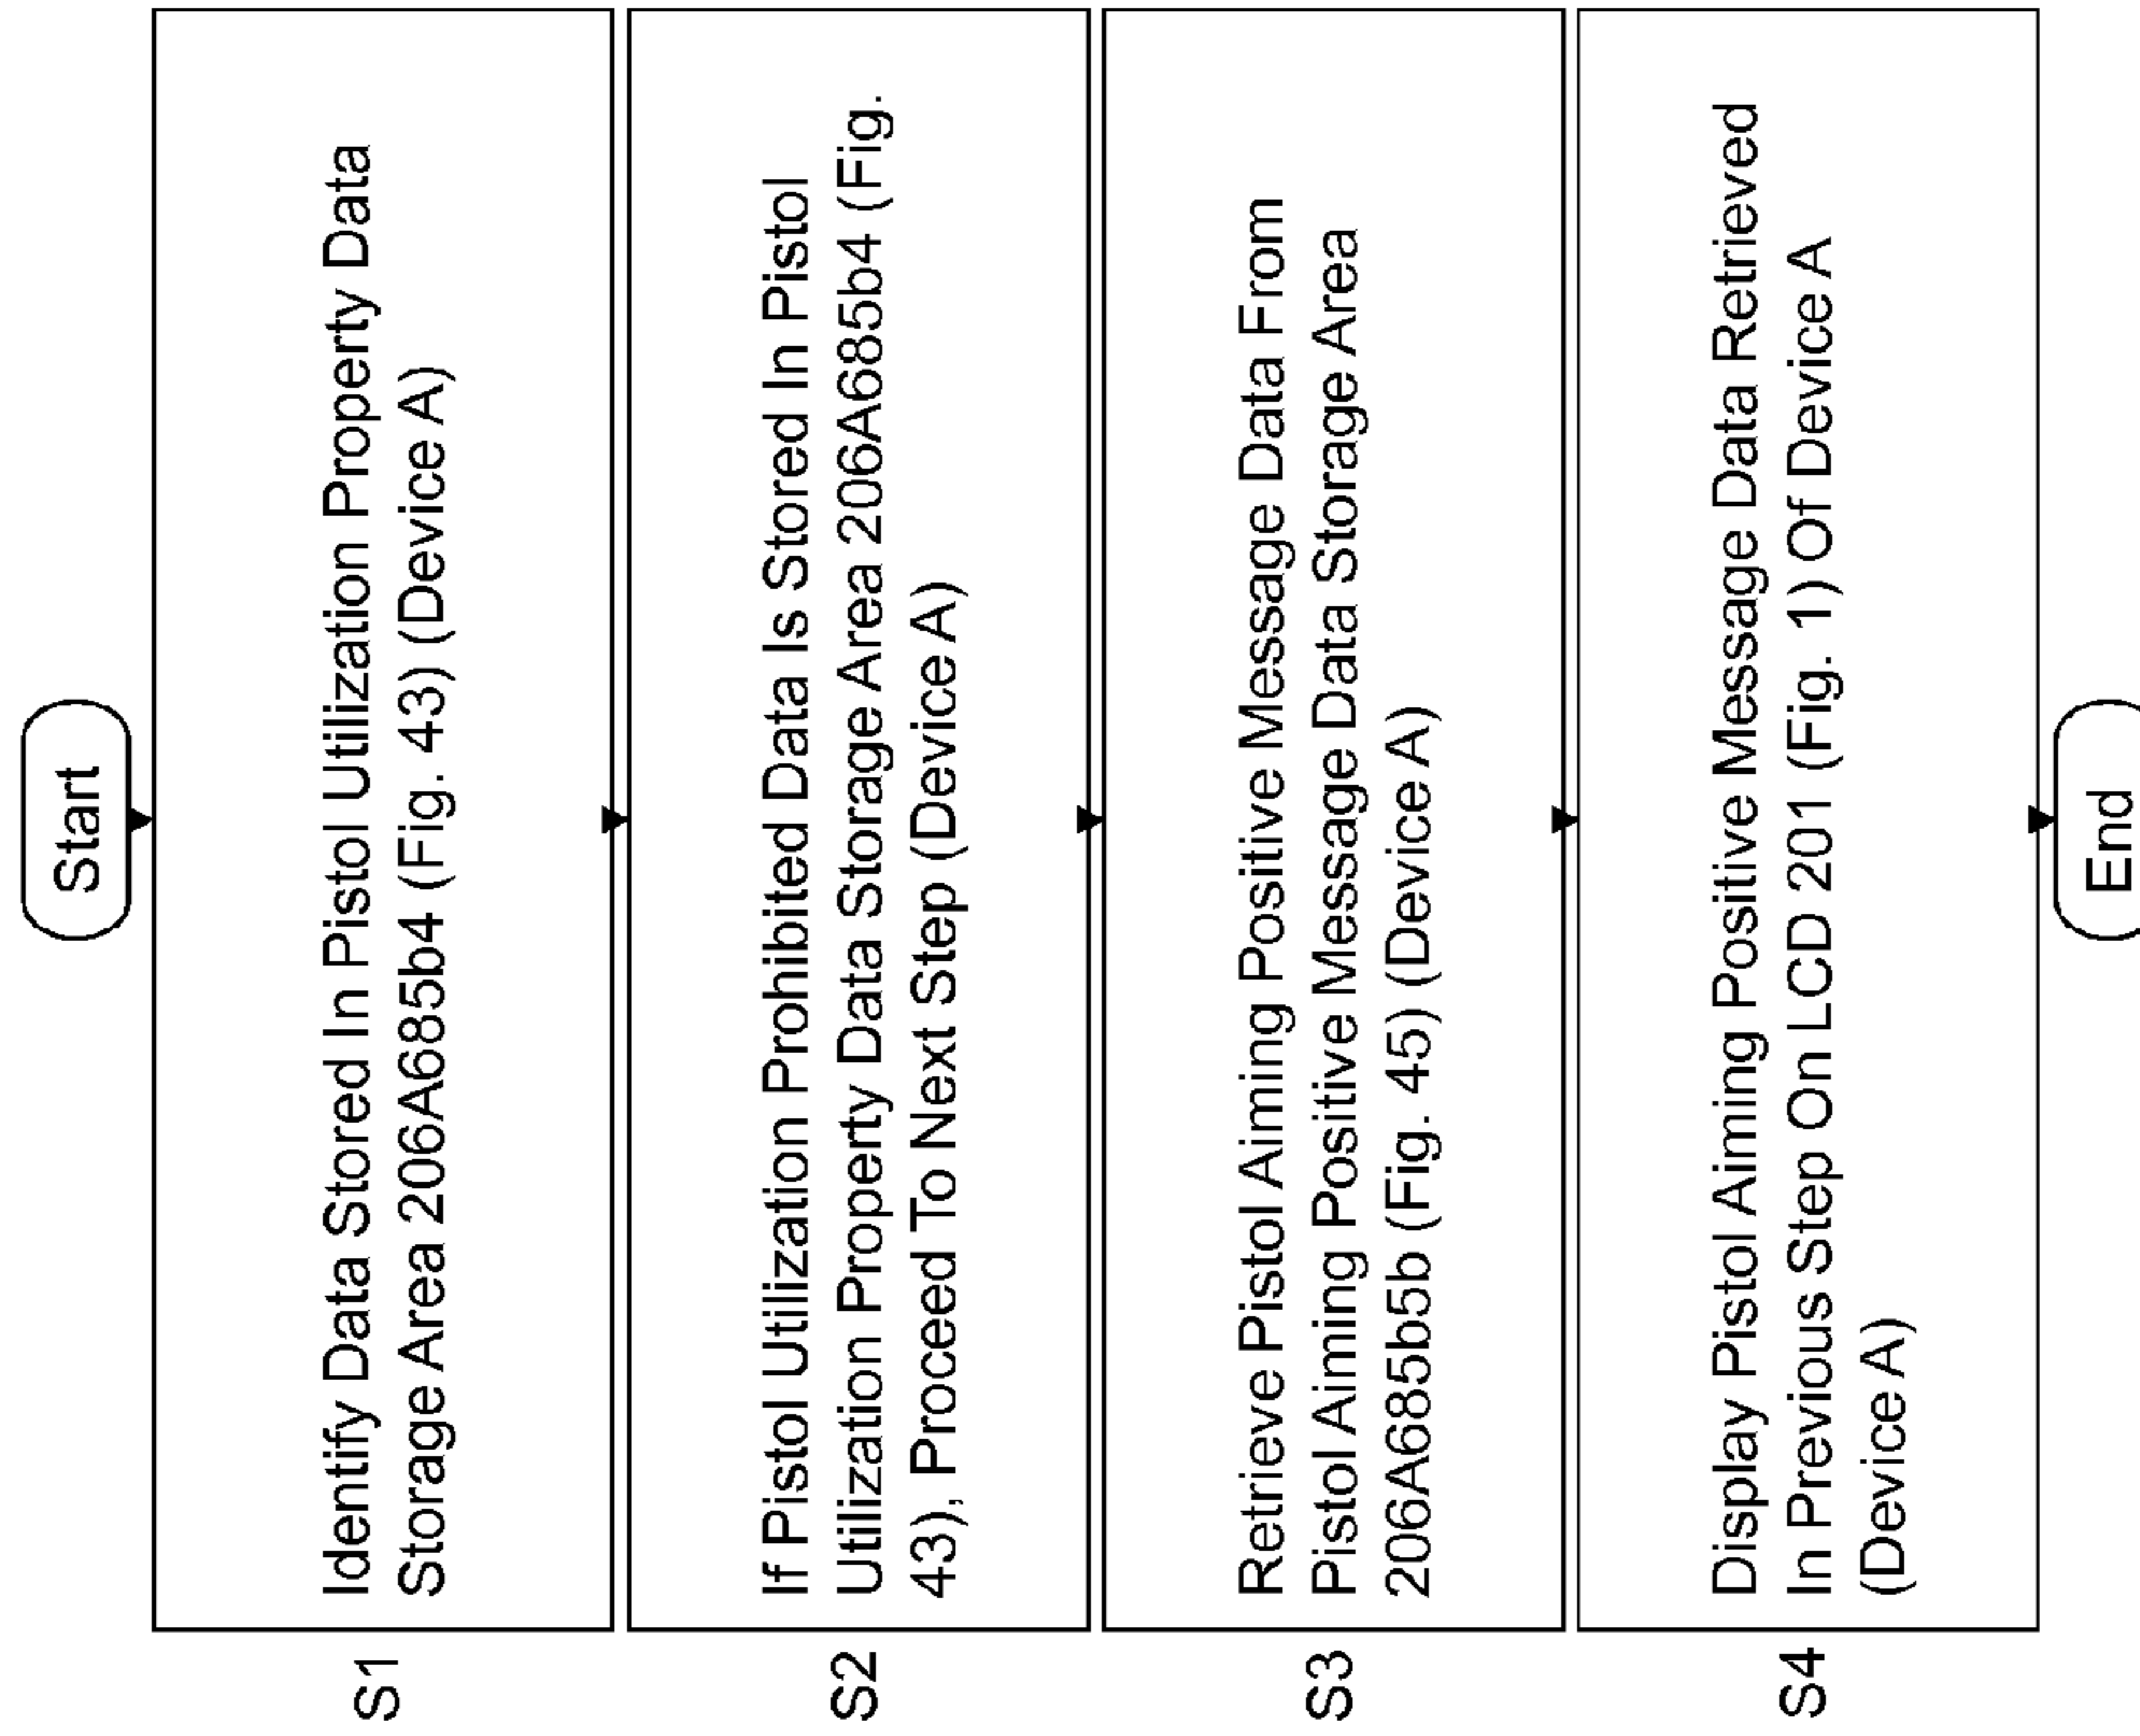 Start
S1
Identify Data Stored In Pistol Utilization Property Data
Storage Area 206A685b4 (Fig. 43) (Device A)
S2
If Pistol Utilization Prohibited Data Is Stored In Pistol
Utilization Property Data Storage Area 206A685b4 (Fig.
43), Proceed To Next Step (Device A)
S3
Retrieve Pistol Aiming Positive Message Data From
Pistol Aiming Positive Message Data Storage Area
206A685b5b (Fig. 45) (Device A)
S4
Display Pistol Aiming Positive Message Data Retrieved
In Previous Step On LCD 201 (Fig. 1) Of Device A
(Device A)
End